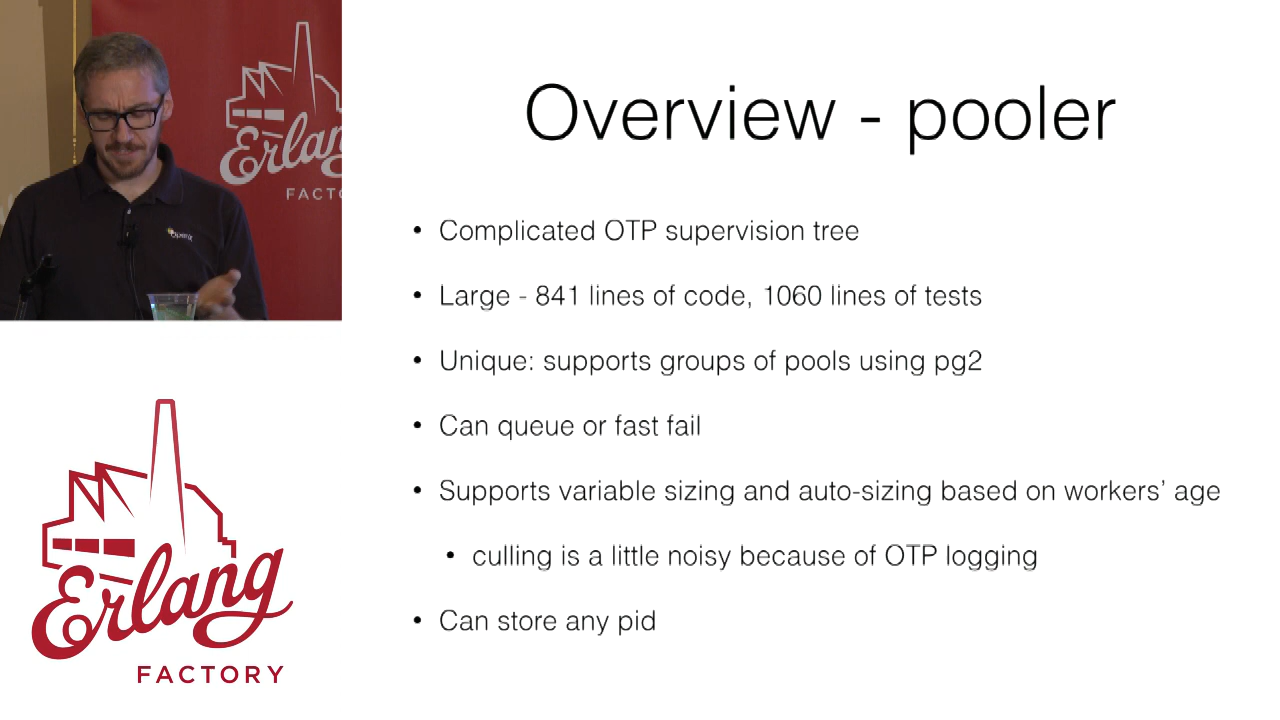 Erlang
FACTORY
Overview - pooler
• Complicated OTP supervision tree
• Large - 841 lines of code, 1060 lines of tests
• Unique: supports groups of pools using pg2
• Can queue or fast fail
• Supports variable sizing and auto-sizing based on workers’ age
• culling is a little noisy because of OTP logging
• Can store any pid
Erlang
FACTORY